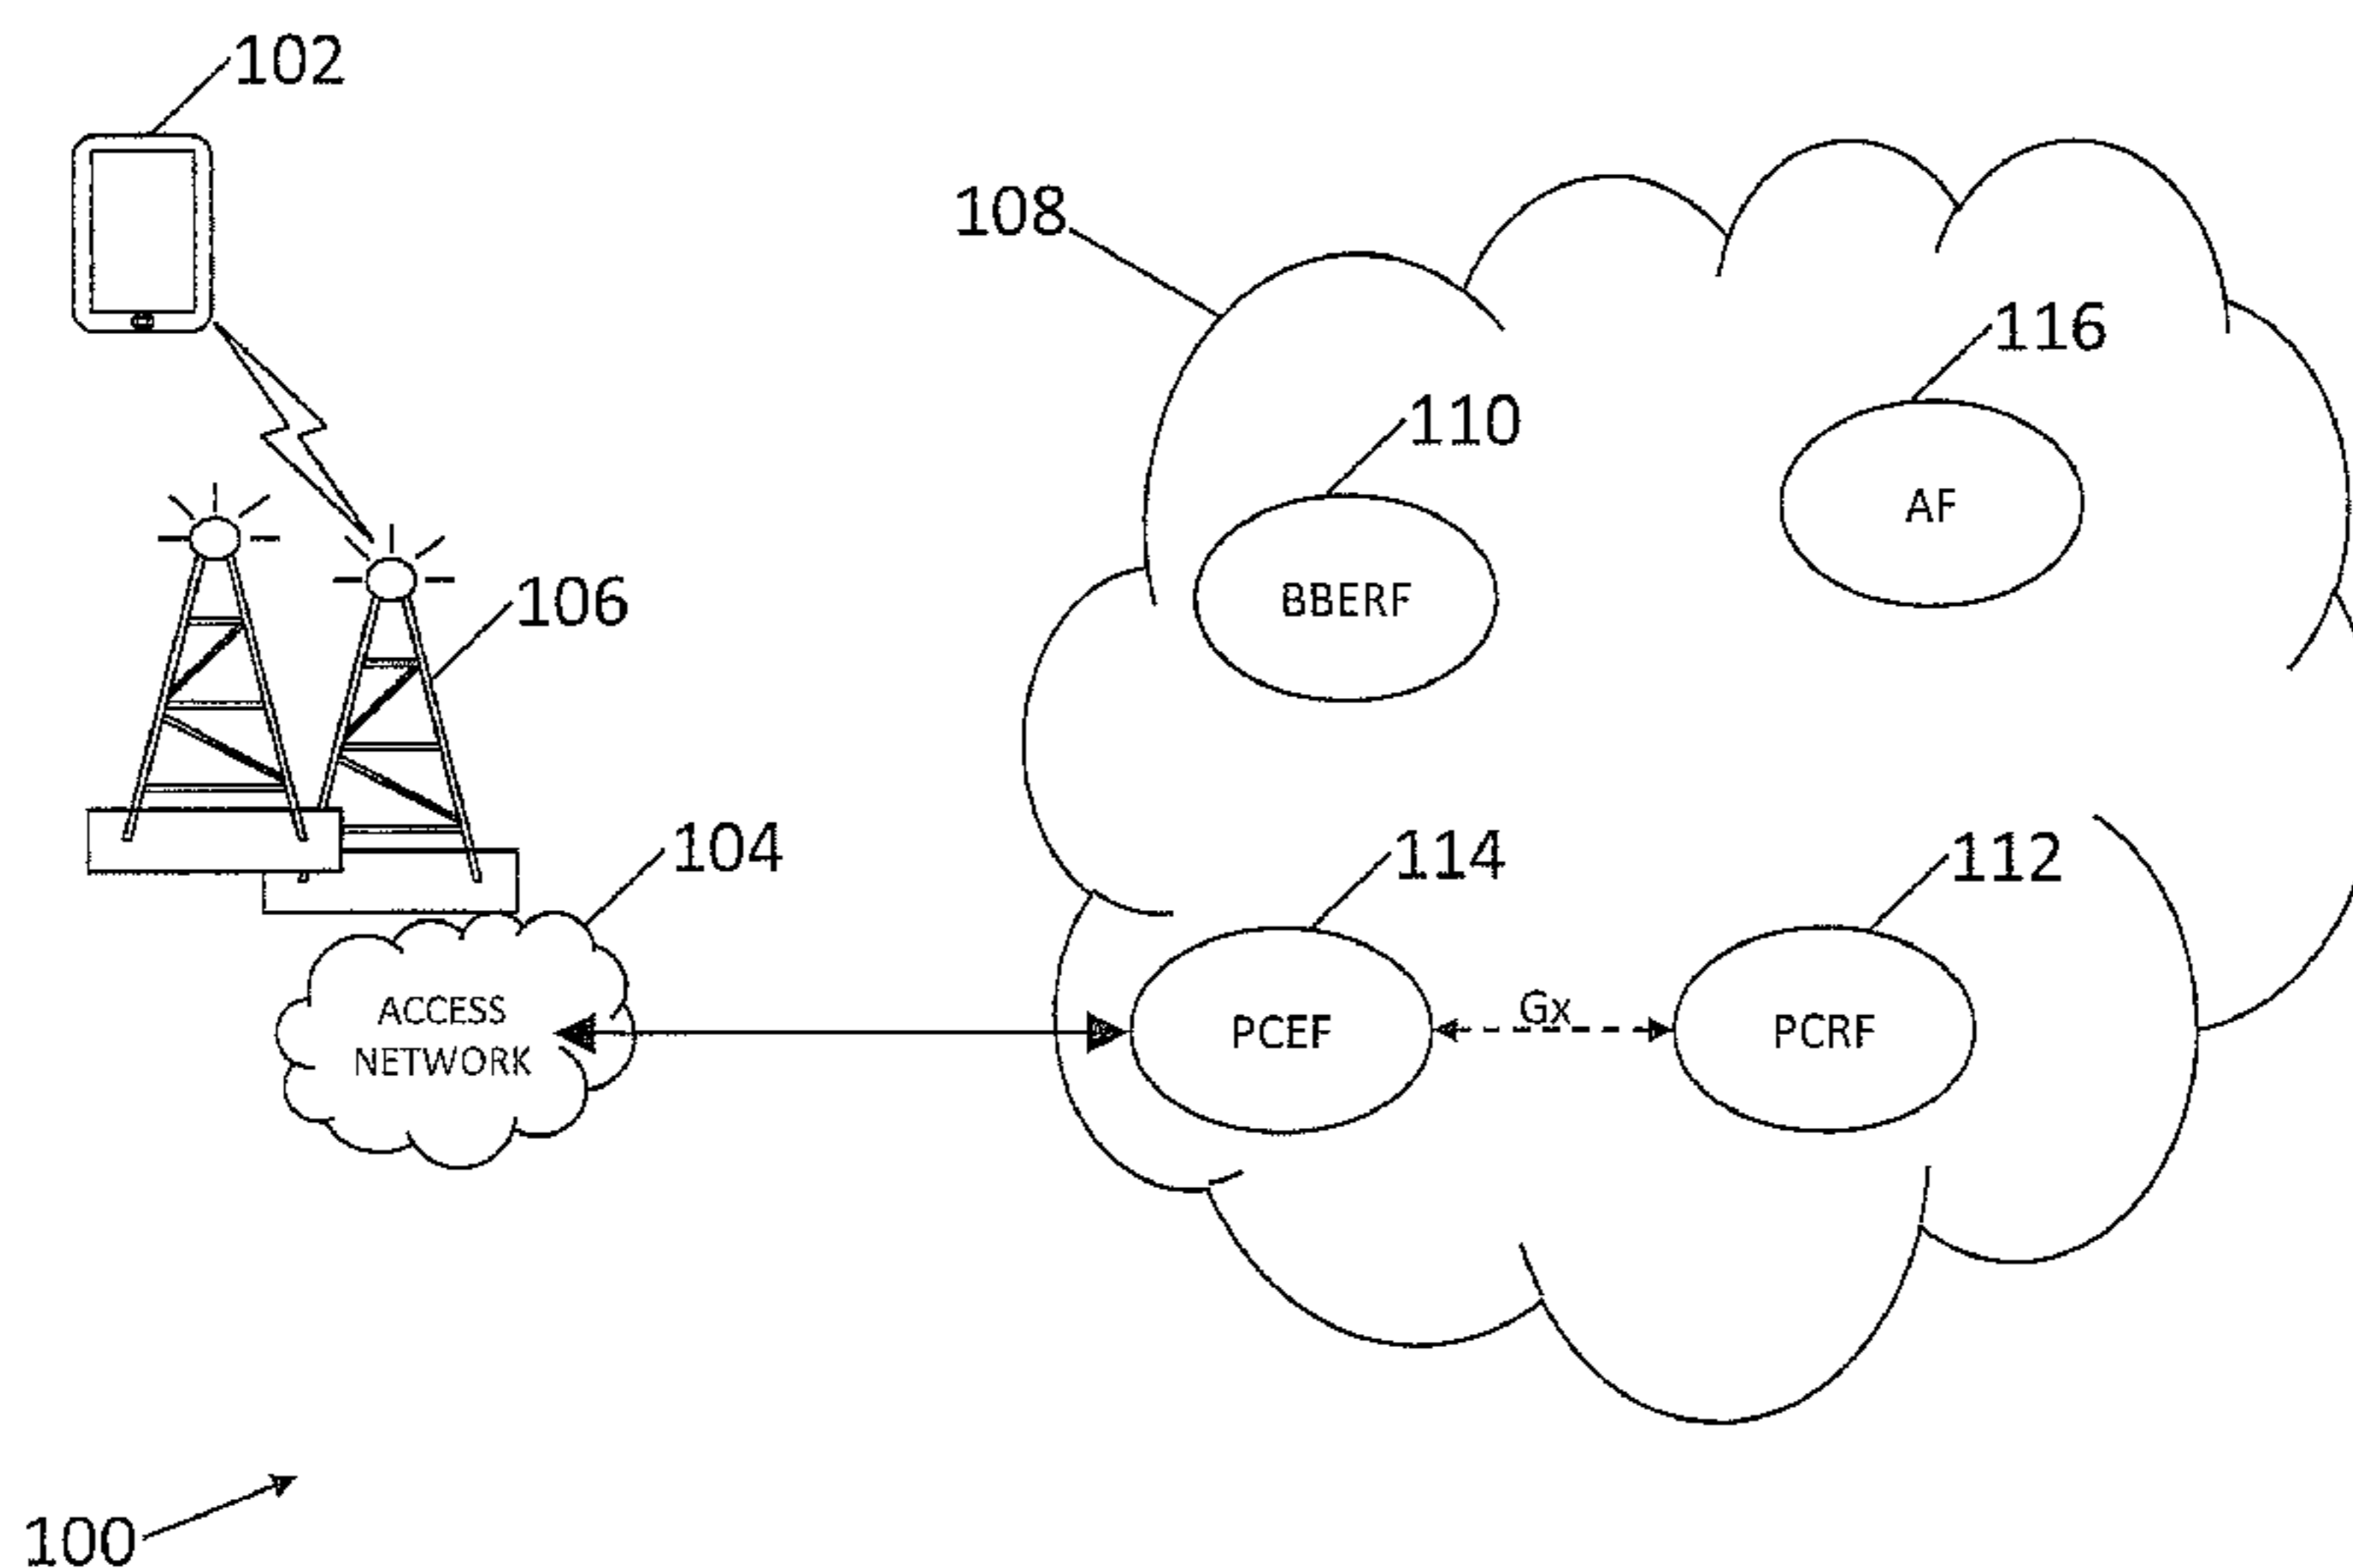 102
108
116
110
AF
BBERF
106
104
114
112
ACCESS
NETWORK
PCEF
Gx
PCRF
100